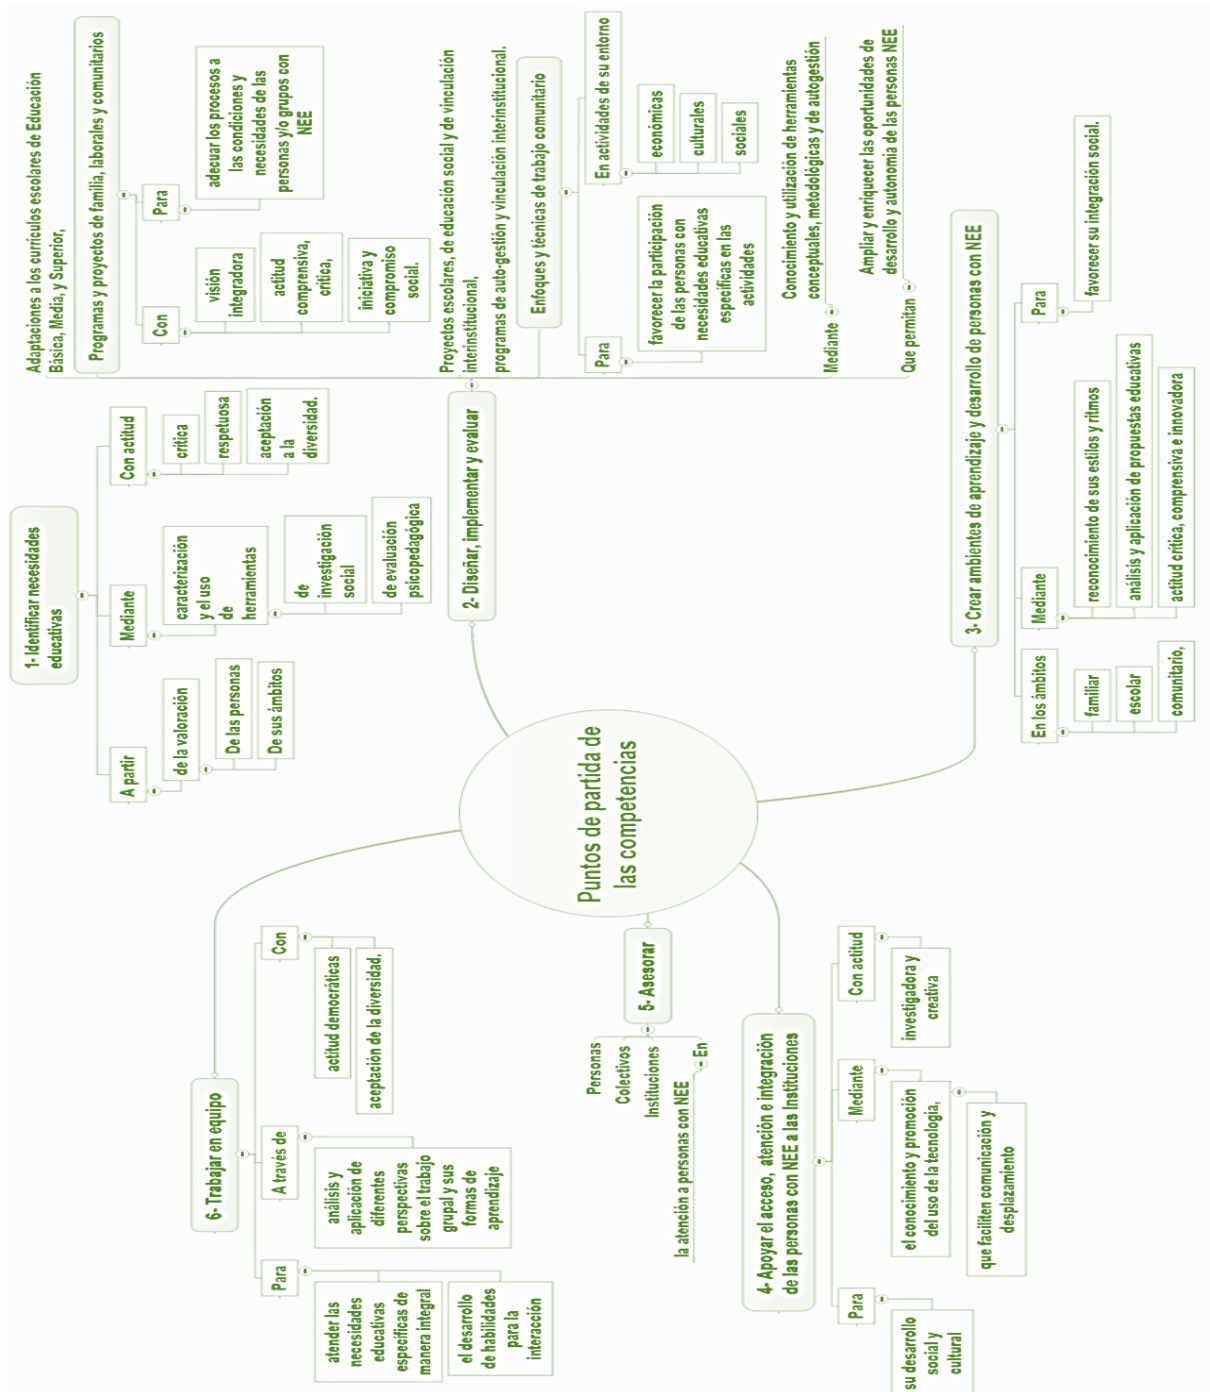 Puntos de partida de
las competencias
1- Identificar necesidades
educativas
A partir
de la valoración
De las personas
De sus ámbitos
Mediante
caracterización
y el uso
de
herramientas
de
investigación
social
de evaluación
psicopedagógica
Con actitud
crítica
respetuosa
aceptación
a la
diversidad.
2- Diseñar, implementar y evaluar
Adaptaciones a los currículos escolares de Educación
Básica, Media, y Superior,
Programas y proyectos de familia, laborales y comunitarios
Con
visión
integradora
actitud
comprensiva,
crítica,
iniciativa y
compromiso
social.
Para
adecuar los procesos a
las condiciones y
necesidades de las
personas y/o grupos con
NEE
Proyectos escolares, de educación social y de vinculación
interinstitucional,
programas de auto-gestión y vinculación interinstitucional.
Enfoques y técnicas de trabajo comunitario
Para
favorecer la participación
de las personas con
necesidades educativas
específicas en las
actividades
En actividades de su entorno
económicas
culturales
sociales
Mediante
Conocimiento y utilización de herramientas
conceptuales, metodológicas y de autogestión
Que permitan
Ampliar y enriquecer las oportunidades de
desarrollo y autonomía de las personas NEE
3- Crear ambientes de aprendizaje y desarrollo de personas con NEE
En los ámbitos
familiar
escolar
comunitario,
Mediante
reconocimiento de sus estilos y ritmos
análisis y aplicación de propuestas educativas
actitud crítica, comprensiva e innovadora
Para
favorecer su integración social.
4- Apoyar el acceso, atención e integración
de las personas con NEE a las Instituciones
Para
su desarrollo
social y
cultural
Mediante
el conocimiento y promoción
del uso de la tecnología,
que faciliten comunicación y
desplazamiento
Con actitud
investigadora y
creativa
5- Asesorar
Personas
Colectivos
Instituciones
En
la atención a personas con NEE
6- Trabajar en equipo
Para
atender las
necesidades
educativas
específicas de
manera integral
el desarrollo
de habilidades
para la
interacción
A través de
análisis y
aplicación de
diferentes
perspectivas
sobre el trabajo
grupal y sus
formas de
aprendizaje
Con
actitud democráticas
aceptación de la diversidad.